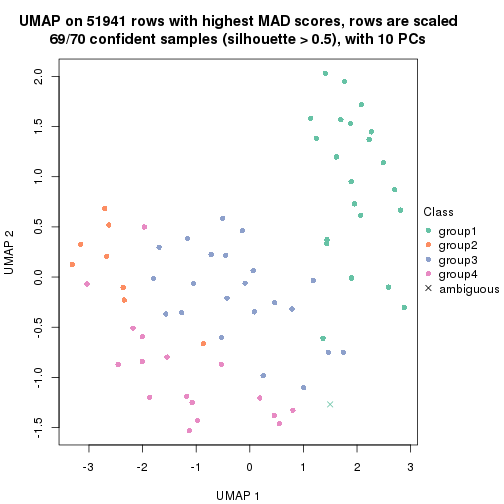 UMAP on 51941 rows with highest MAD scores, rows are scaled
69/70 confident samples (silhouette > 0.5), with 10 PCs
2.0
1.5
1.0
0.5
0.0
-0.5
-1.0
-1.5
UMAP 2
-3
-2
-1
0
1
2
3
UMAP 1
Class
group1
group2
group3
group4
ambiguous